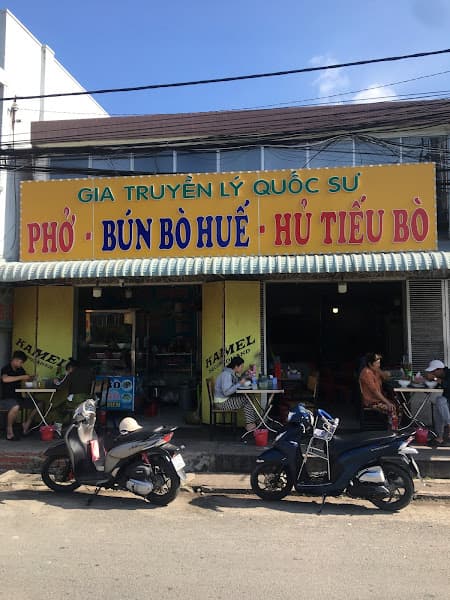 GIA TRUYỀN LÝ QUỐC SƯ
PHỞ - BÚN BÒ HUẾ - HỦ TIẾU BÒ
KAMEL
KAMEL